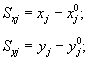 S_{xj} = x_j − x_j^0;
S_{yj} = y_j − y_j^0;